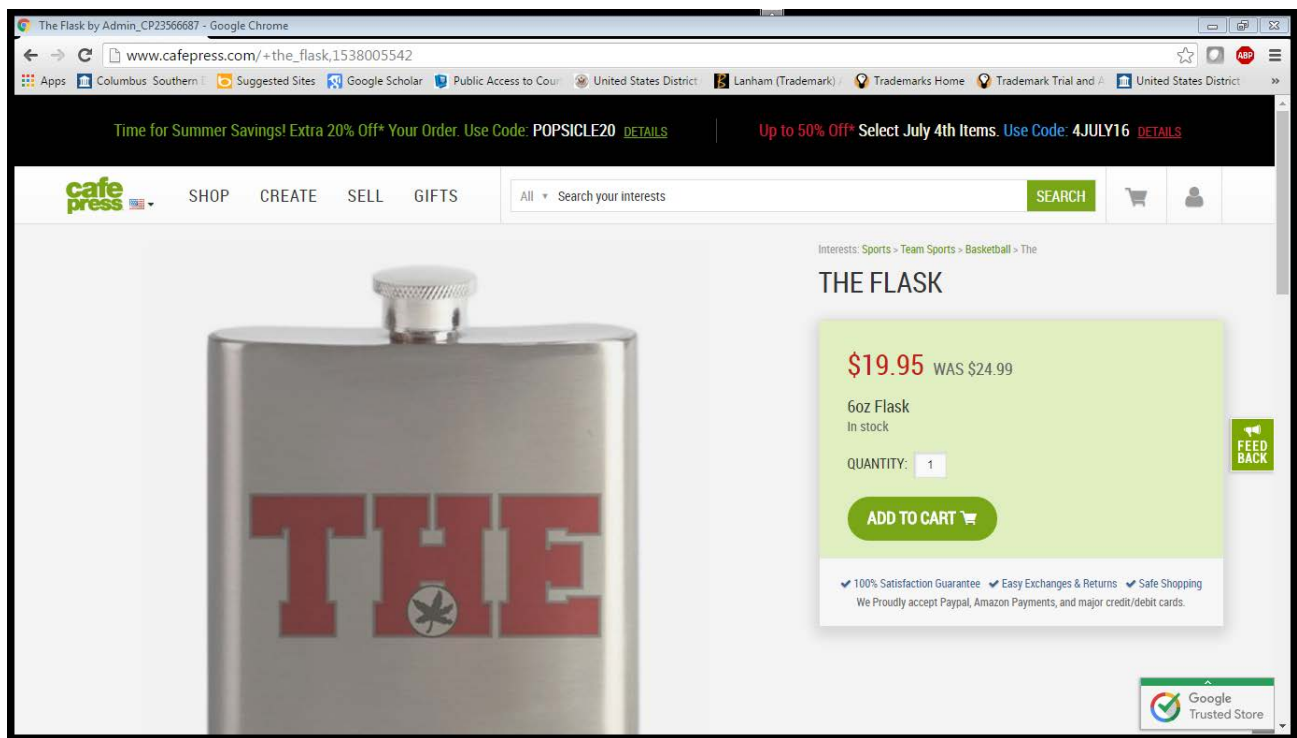 The Flask by Admin_CP23566687 - Google Chrome
www.cafepress.com/+the_flask,1538005542
ABP
Apps Columbus Southern Suggested Sites Google Scholar Public Access to Cour United States District Lanham (Trademark) Trademarks Home Trademark Trial and A United States District »
Time for Summer Savings! Extra 20% Off* Your Order. Use Code: POPSICLE20 DETAILS
Up to 50% Off* Select July 4th Items. Use Code: 4JULY16 DETAILS
cafe
press
SHOP CREATE SELL GIFTS All Search your interests SEARCH
Interests: Sports > Team Sports > Basketball > The
THE FLASK
$19.95 WAS $24.99
6oz Flask
In stock
QUANTITY: 1
ADD TO CART
100% Satisfaction Guarantee Easy Exchanges & Returns Safe Shopping
We Proudly accept Paypal, Amazon Payments, and major credit/debit cards.
FEED
BACK
THE
Google
Trusted Store